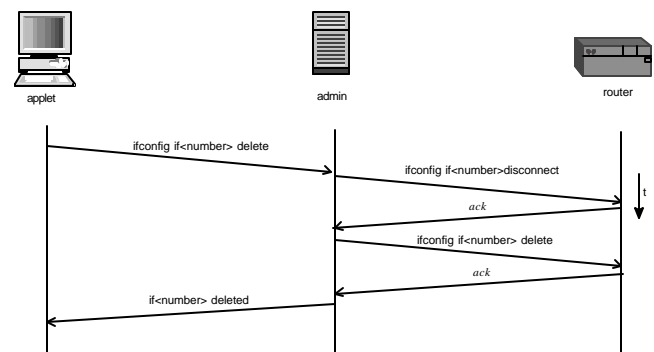 applet
admin
router
ifconfig if<number> delete
ifconfig if<number>disconnect
t
ack
ifconfig if<number> delete
ack
if<number> deleted